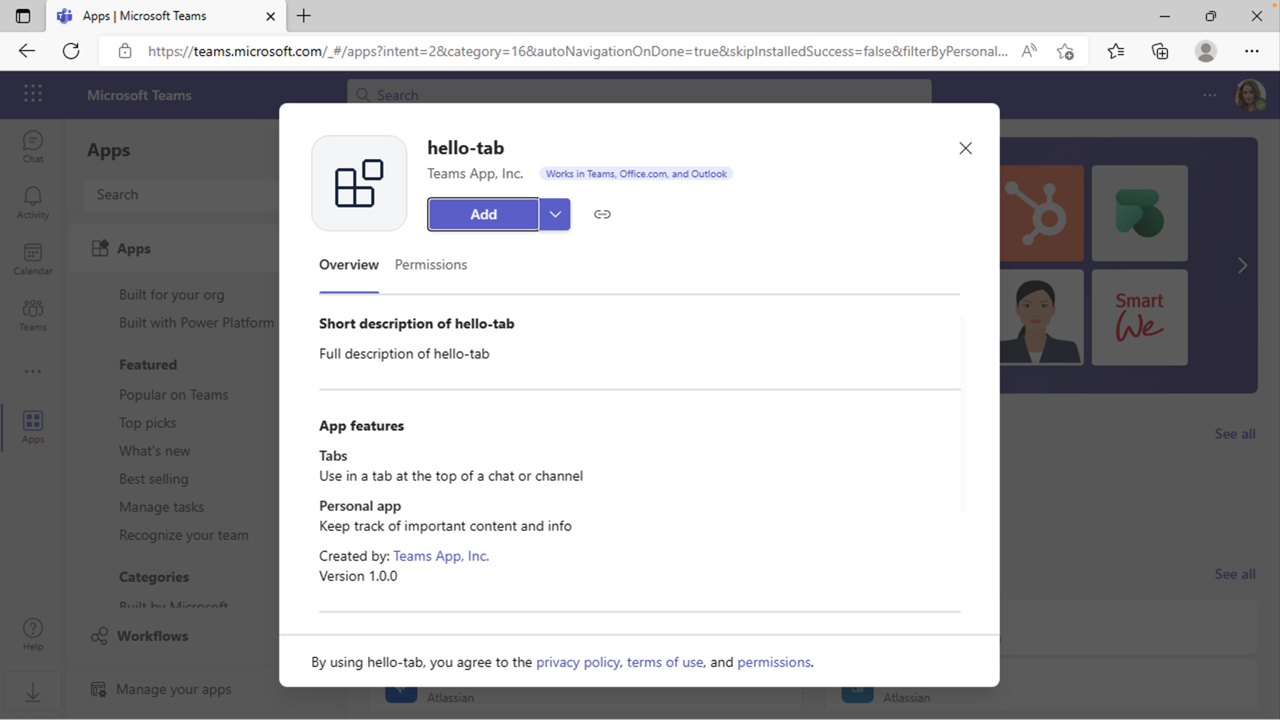 Apps | Microsoft Teams
https://teams.microsoft.com/_#/apps?intent=2&category=16&autoNavigationOnDone=true&skipInstalledSuccess=false&filterByPersonal...
Microsoft Teams
Search
Chat
Activity
Calendar
Teams
Apps
Help
Apps
Search
Apps
Built for your org
Built with Power Platform
Featured
Popular on Teams
Top picks
What's new
Best selling
Manage tasks
Recognize your team
Categories
Built by Microsoft
Workflows
Manage your apps
hello-tab
Teams App, Inc. Works in Teams, Office.com, and Outlook
Add
Overview Permissions
Short description of hello-tab
Full description of hello-tab
App features
Tabs
Use in a tab at the top of a chat or channel
Personal app
Keep track of important content and info
Created by: Teams App, Inc.
Version 1.0.0
By using hello-tab, you agree to the privacy policy, terms of use, and permissions.
Smart
We
See all
See all
Atlassian
Atlassian